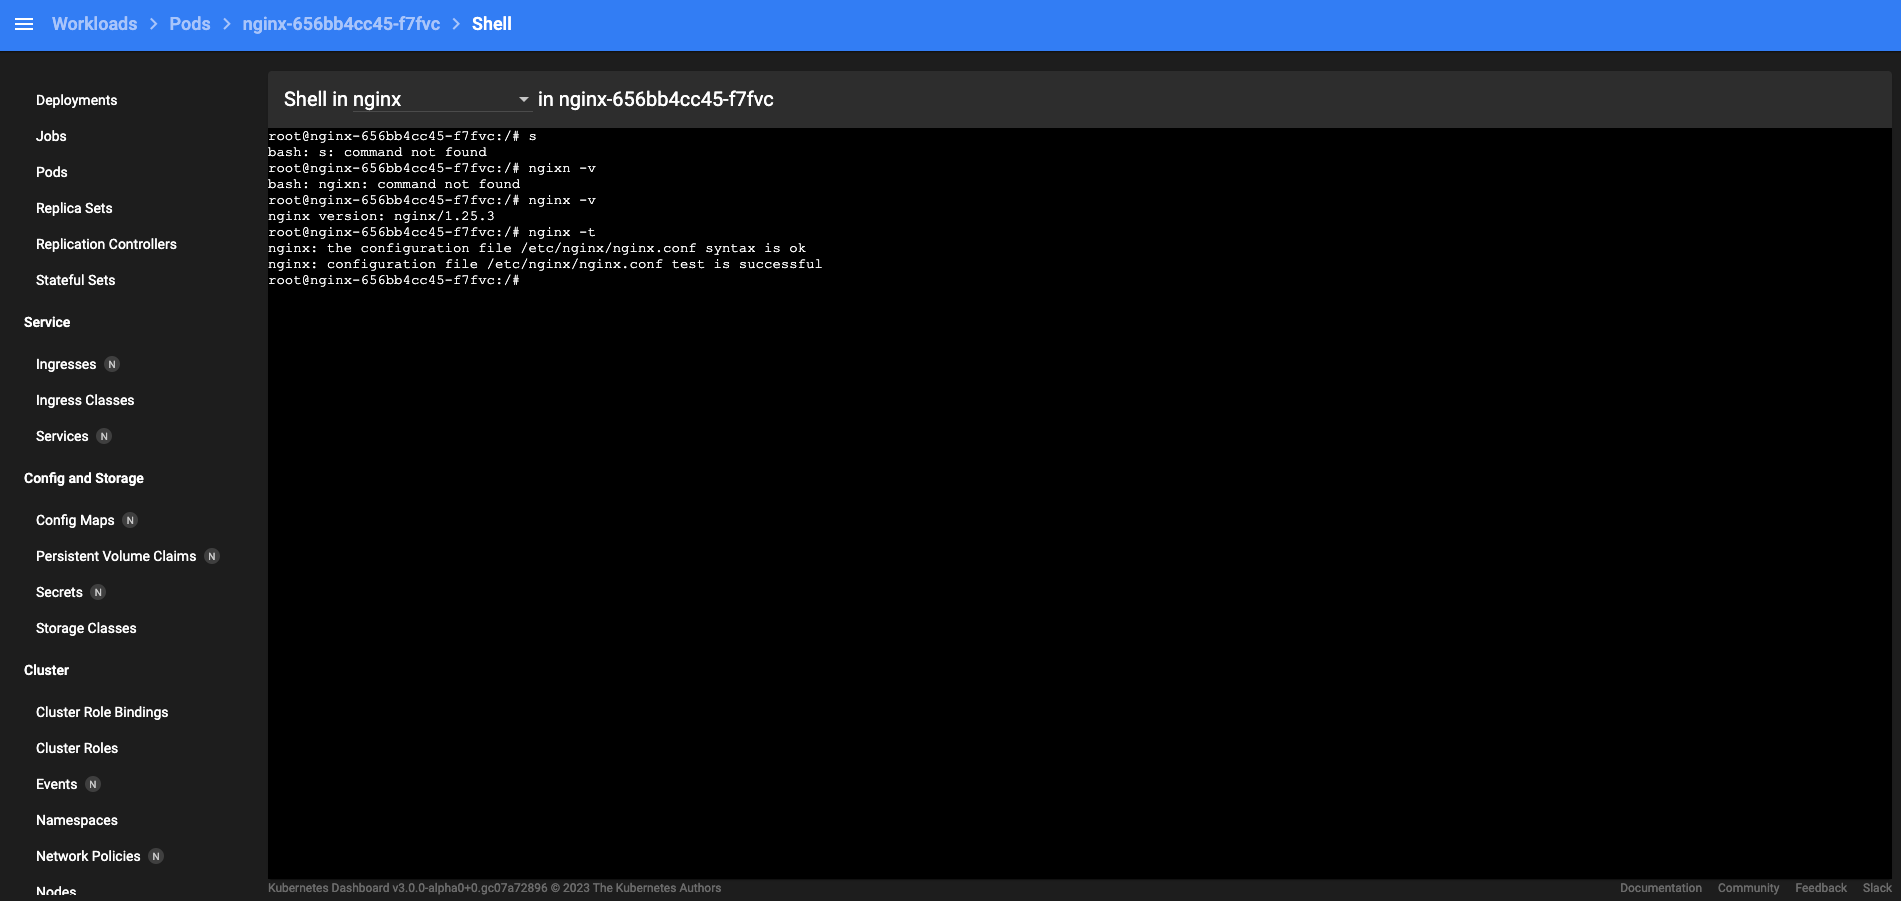 Workloads > Pods > nginx-656bb4cc45-f7fvc > Shell
Deployments
Jobs
Pods
Replica Sets
Replication Controllers
Stateful Sets
Service
Ingresses N
Ingress Classes
Services N
Config and Storage
Config Maps N
Persistent Volume Claims N
Secrets N
Storage Classes
Cluster
Cluster Role Bindings
Cluster Roles
Events N
Namespaces
Network Policies N
Nodes
Shell in nginx in nginx-656bb4cc45-f7fvc
root@nginx-656bb4cc45-f7fvc:/# s
bash: s: command not found
root@nginx-656bb4cc45-f7fvc:/# ngixn -v
bash: ngixn: command not found
root@nginx-656bb4cc45-f7fvc:/# nginx -v
nginx version: nginx/1.25.3
root@nginx-656bb4cc45-f7fvc:/# nginx -t
nginx: the configuration file /etc/nginx/nginx.conf syntax is ok
nginx: configuration file /etc/nginx/nginx.conf test is successful
root@nginx-656bb4cc45-f7fvc:/#
Kubernetes Dashboard v3.0.0-alpha0+0.gc07a72896 © 2023 The Kubernetes Authors
Documentation Community Feedback Slack